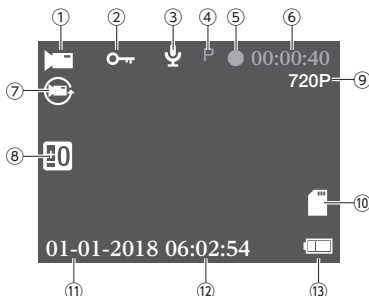 ① ② ③ ④ ⑤ ⑥
P 00:00:40
720P ⑨
⑦
⑧ ±0
⑩
01-01-2018 06:02:54
⑪ ⑫ ⑬